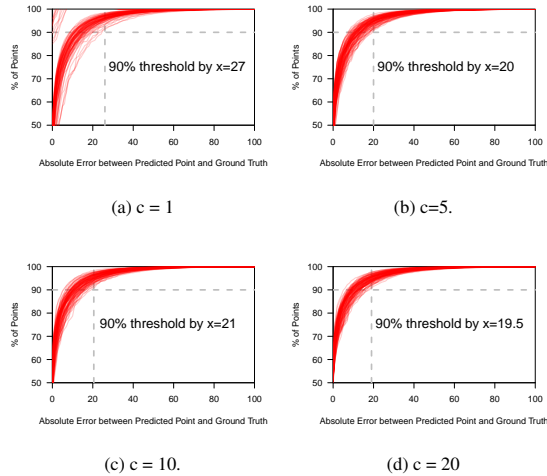 100
90
80
70
60
50
% of Points
90% threshold by x=27
0 20 40 60 80 100
Absolute Error between Predicted Point and Ground Truth
(a) c = 1
100
90
80
70
60
50
% of Points
90% threshold by x=20
0 20 40 60 80 100
Absolute Error between Predicted Point and Ground Truth
(b) c=5.
100
90
80
70
60
50
% of Points
90% threshold by x=21
0 20 40 60 80 100
Absolute Error between Predicted Point and Ground Truth
(c) c = 10.
100
90
80
70
60
50
% of Points
90% threshold by x=19.5
0 20 40 60 80 100
Absolute Error between Predicted Point and Ground Truth
(d) c = 20